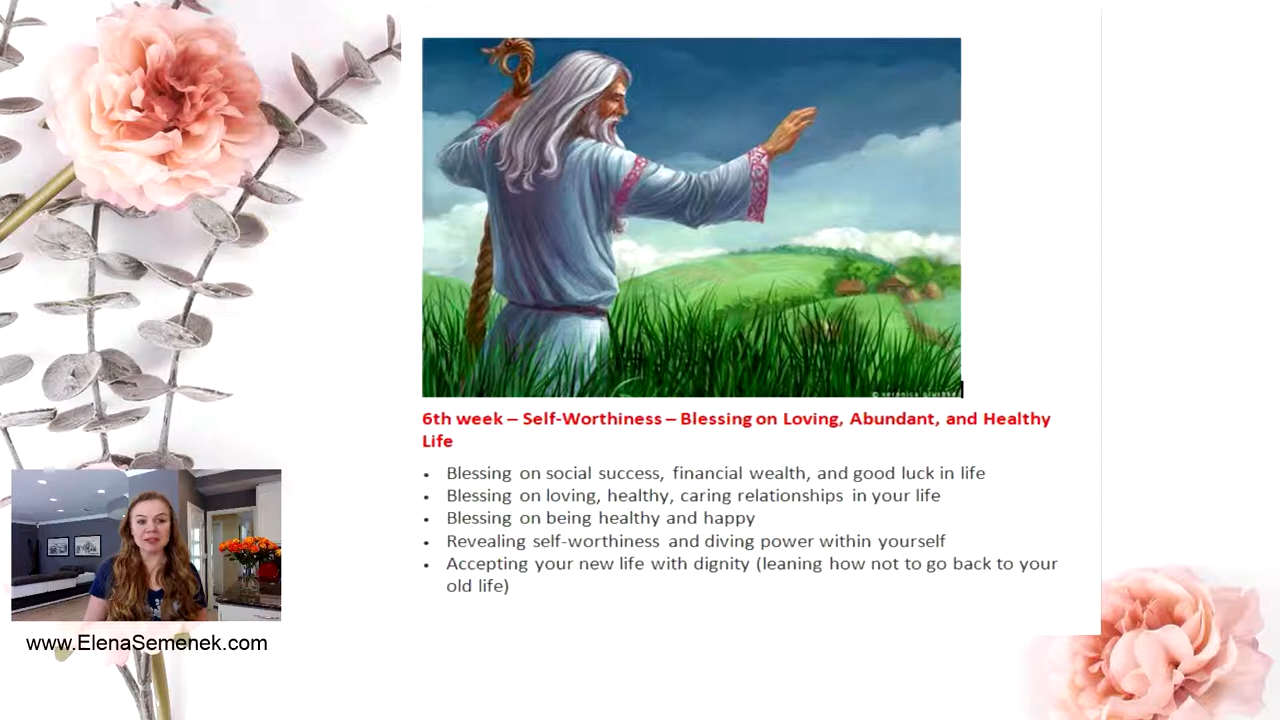 6th week – Self-Worthiness – Blessing on Loving, Abundant, and Healthy
Life
• Blessing on social success, financial wealth, and good luck in life
• Blessing on loving, healthy, caring relationships in your life
• Blessing on being healthy and happy
• Revealing self-worthiness and diving power within yourself
• Accepting your new life with dignity (leaning how not to go back to your
old life)
www.ElenaSemenek.com